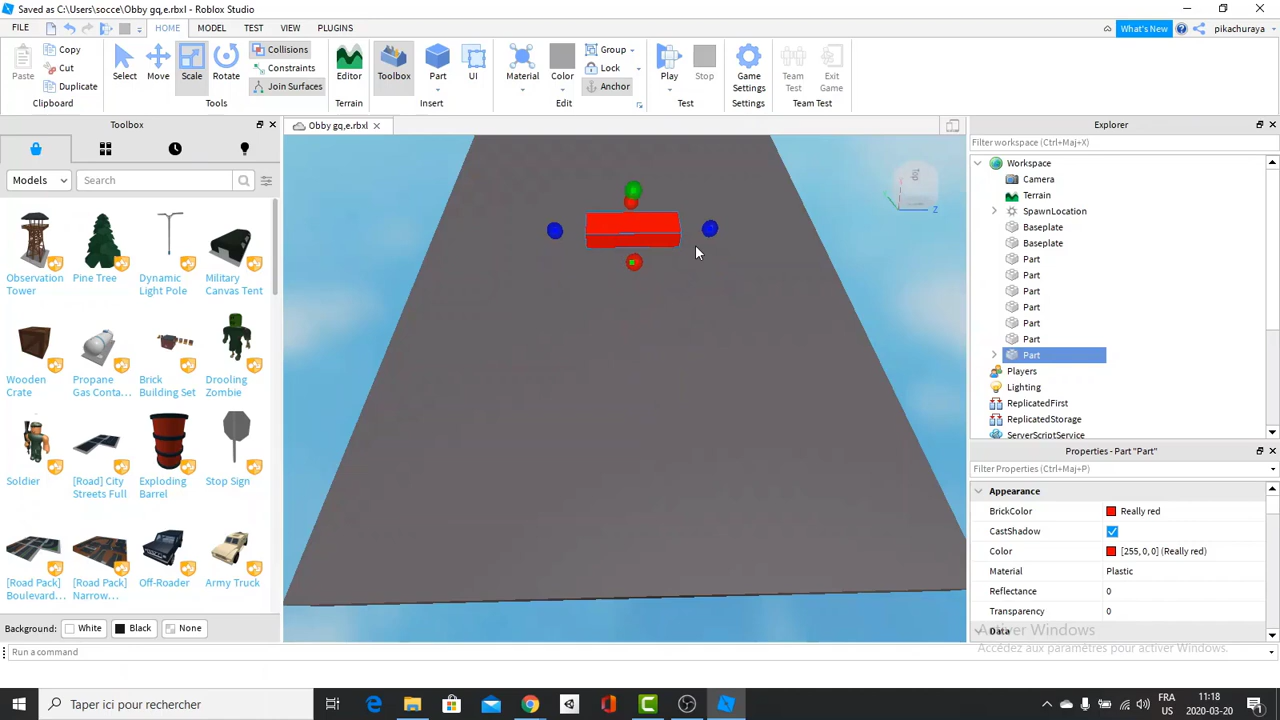 Saved as C:\Users\socce\Obby gq,e.rbxl - Roblox Studio
FILE HOME MODEL TEST VIEW PLUGINS What's New pikachuraya
Paste Copy Cut Duplicate Clipboard
Select Move Scale Rotate Tools
Collisions Constraints Join Surfaces
Editor Terrain
Toolbox Part UI Insert
Material Color Group Lock Anchor Edit
Play Stop Test
Game Settings Settings
Team Test Exit Game Team Test
Toolbox
Models Search
Observation Tower
Pine Tree
Dynamic Light Pole
Military Canvas Tent
Wooden Crate
Propane Gas Conta...
Brick Building Set
Drooling Zombie
Soldier
[Road] City Streets Full
Exploding Barrel
Stop Sign
[Road Pack] Boulevard...
[Road Pack] Narrow...
Off-Roader
Army Truck
Background: White Black None
Obby gq,e.rbxl
Top
Z
Explorer
Filter workspace (Ctrl+Maj+X)
Workspace
Camera
Terrain
SpawnLocation
Baseplate
Baseplate
Part
Part
Part
Part
Part
Part
Part
Players
Lighting
ReplicatedFirst
ReplicatedStorage
ServerScriptService
Properties - Part "Part"
Filter Properties (Ctrl+Maj+P)
Appearance
BrickColor Really red
CastShadow
Color [255, 0, 0] (Really red)
Material Plastic
Reflectance 0
Transparency 0
Data
Activer Windows
Accédez aux paramètres pour activer Windows.
Run a command
Taper ici pour rechercher
FRA 11:18
US 2020-03-20